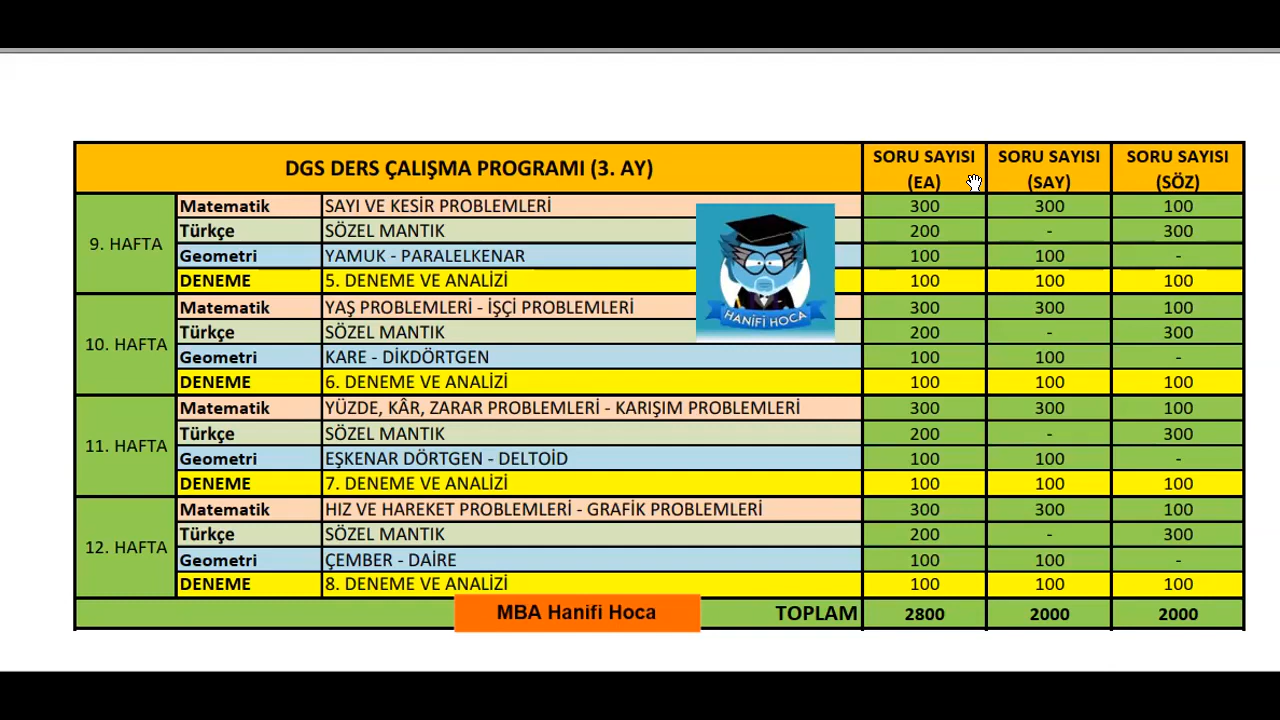 DGS DERS ÇALIŞMA PROGRAMI (3. AY) SORU SAYISI (EA) SORU SAYISI (SAY) SORU SAYISI (SÖZ)
9. HAFTA
Matematik SAYI VE KESİR PROBLEMLERİ 300 300 100
Türkçe SÖZEL MANTIK 200 - 300
Geometri YAMUK - PARALELKENAR 100 100 -
DENEME 5. DENEME VE ANALİZİ 100 100 100
10. HAFTA
Matematik YAŞ PROBLEMLERİ - İŞÇİ PROBLEMLERİ 300 300 100
Türkçe SÖZEL MANTIK 200 - 300
Geometri KARE - DİKDÖRTGEN 100 100 -
DENEME 6. DENEME VE ANALİZİ 100 100 100
11. HAFTA
Matematik YÜZDE, KÂR, ZARAR PROBLEMLERİ - KARIŞIM PROBLEMLERİ 300 300 100
Türkçe SÖZEL MANTIK 200 - 300
Geometri EŞKENAR DÖRTGEN - DELTOİD 100 100 -
DENEME 7. DENEME VE ANALİZİ 100 100 100
12. HAFTA
Matematik HIZ VE HAREKET PROBLEMLERİ - GRAFİK PROBLEMLERİ 300 300 100
Türkçe SÖZEL MANTIK 200 - 300
Geometri ÇEMBER - DAİRE 100 100 -
DENEME 8. DENEME VE ANALİZİ 100 100 100
TOPLAM 2800 2000 2000
HANİFİ HOCA
MBA Hanifi Hoca